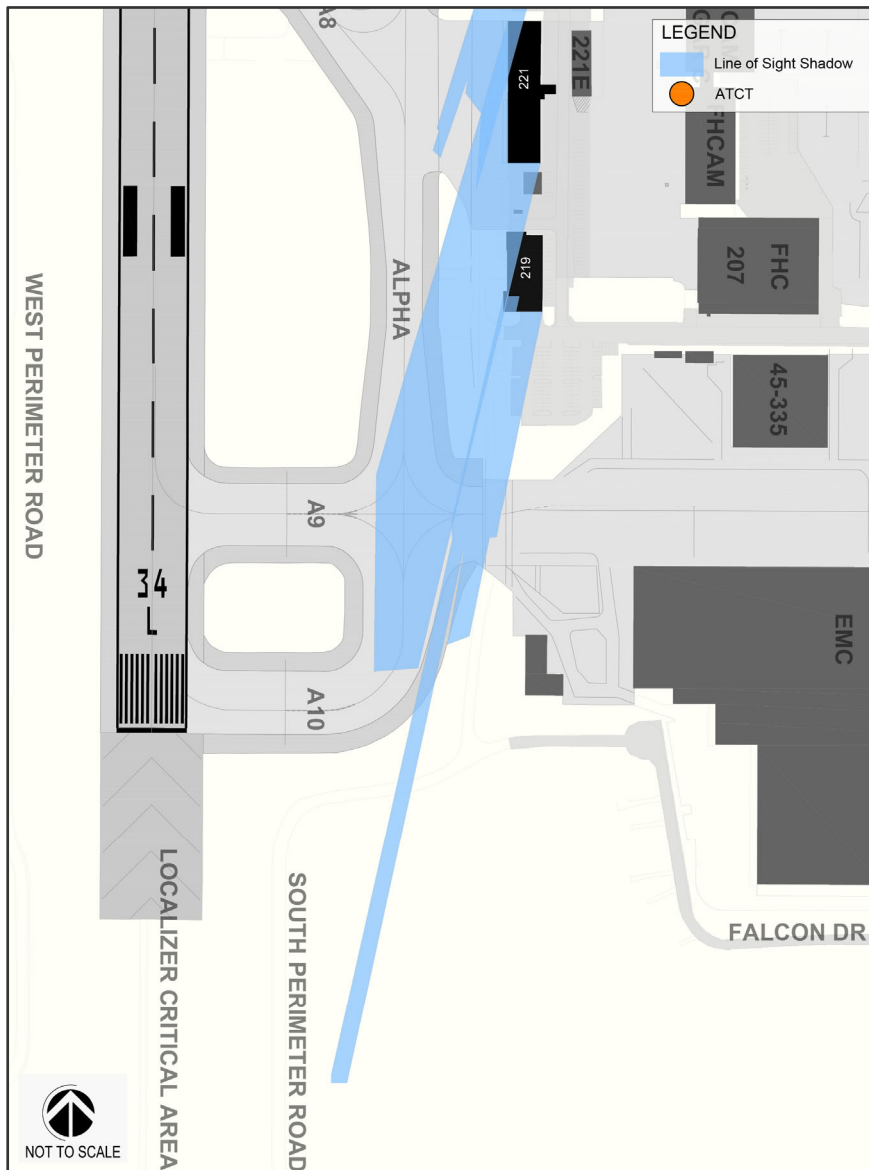 LEGEND
Line of Sight Shadow
ATCT
A8
221
221E
FHCAM
219
FHC
207
ALPHA
WEST PERIMETER ROAD
45-335
A9
34
L
EMC
A10
LOCALIZER CRITICAL AREA
SOUTH PERIMETER ROAD
FALCON DR
NOT TO SCALE